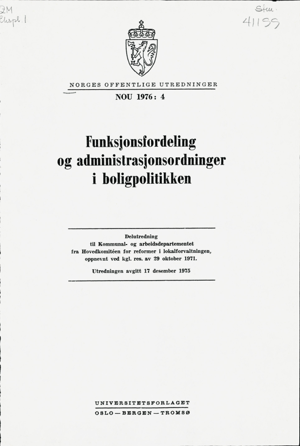 41199
NORGES OFFENTLIGE UTREDNINGER
NOU 1976: 4
Funksjonsfordeling
og administrasjonsordninger
i boligpolitikken
Delutredning
til Kommunal- og arbeidsdepartementet
fra Hovedkomitéen for reformer i lokalforvaltningen,
oppnevnt ved kgl. res. av 29 oktober 1971.
Utredningen avgitt 17 desember 1975
UNIVERSITETSFORLAGET
OSLO — BERGEN — TROMSØ